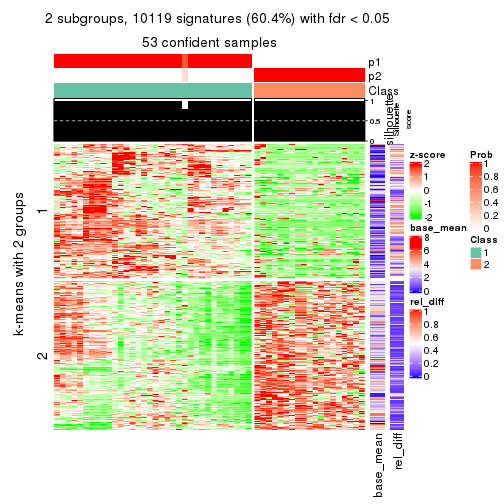 2 subgroups, 10119 signatures (60.4%) with fdr < 0.05
53 confident samples
p1
p2
Class
silhouette
Silhouette
score
1
0.5
0
k-means with 2 groups
1
2
base_mean
rel_diff
z-score
2
1
0
-1
-2
base_mean
8
6
4
2
0
rel_diff
1
0.8
0.6
0.4
0.2
0
Prob
1
0.8
0.6
0.4
0.2
0
Class
1
2